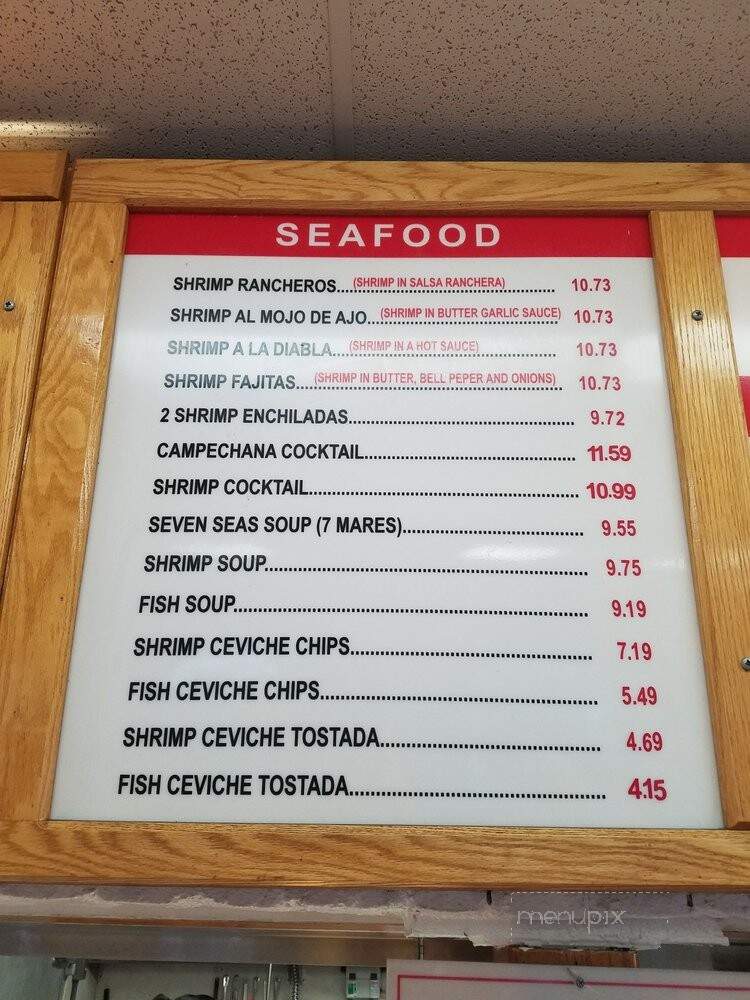 SEAFOOD
SHRIMP RANCHEROS...(SHRIMP IN SALSA RANCHERA) 10.73
SHRIMP AL MOJO DE AJO...(SHRIMP IN BUTTER GARLIC SAUCE) 10.73
SHRIMP A LA DIABLA...(SHRIMP IN A HOT SAUCE) 10.73
SHRIMP FAJITAS...(SHRIMP IN BUTTER, BELL PEPER AND ONIONS) 10.73
2 SHRIMP ENCHILADAS... 9.72
CAMPECHANA COCKTAIL... 11.59
SHRIMP COCKTAIL... 10.99
SEVEN SEAS SOUP (7 MARES)... 9.55
SHRIMP SOUP... 9.75
FISH SOUP... 9.19
SHRIMP CEVICHE CHIPS... 7.19
FISH CEVICHE CHIPS... 5.49
SHRIMP CEVICHE TOSTADA... 4.69
FISH CEVICHE TOSTADA... 4.15
menupix